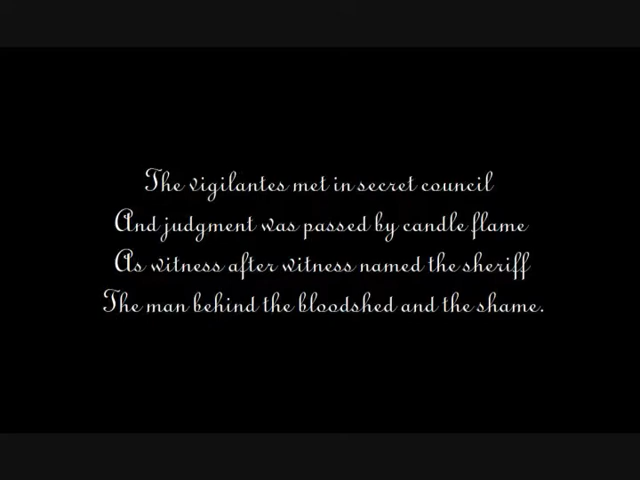 The vigilantes met in secret council
And judgment was passed by candle flame
As witness after witness named the sheriff
The man behind the bloodshed and the shame.